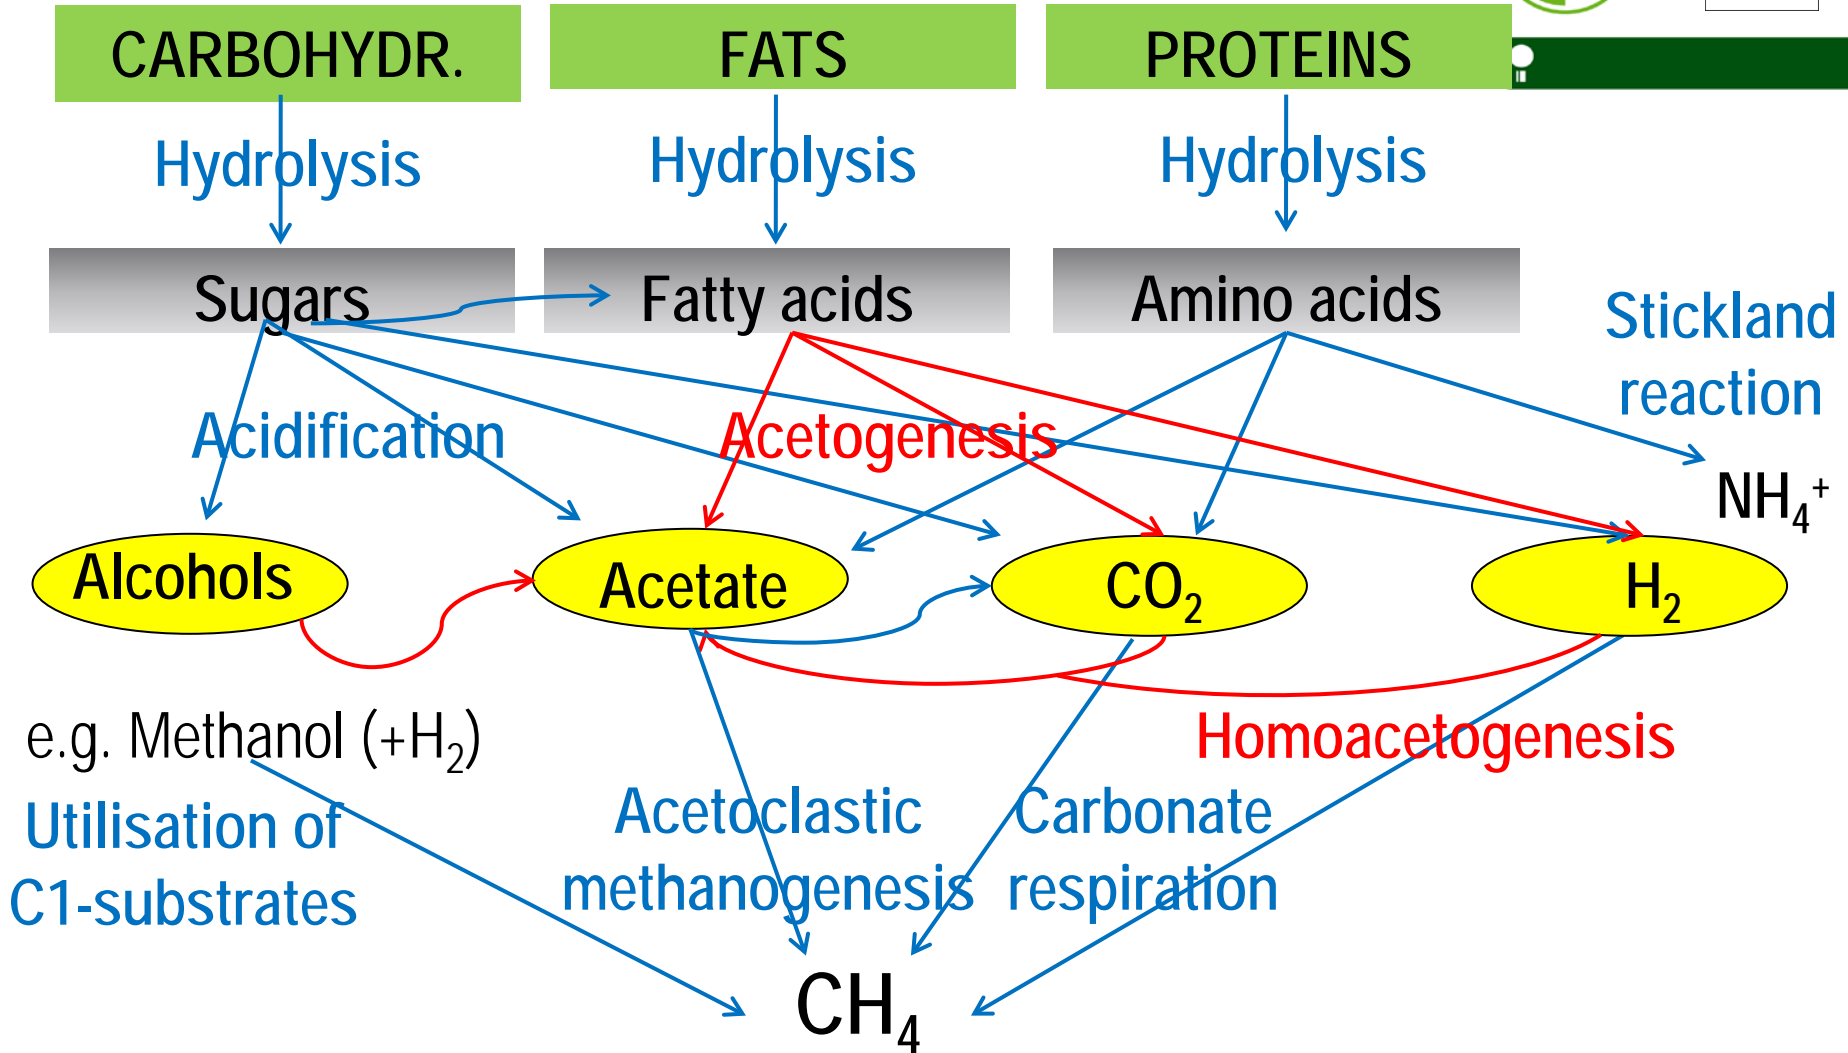 CARBOHYDR.
FATS
PROTEINS
Hydrolysis
Hydrolysis
Hydrolysis
Sugars
Fatty acids
Amino acids
Stickland
reaction
Acidification
Acetogenesis
NH₄⁺
Alcohols
Acetate
CO₂
H₂
e.g. Methanol (+H₂)
Homoacetogenesis
Utilisation of
C1-substrates
Acetoclastic
methanogenesis
Carbonate
respiration
CH₄